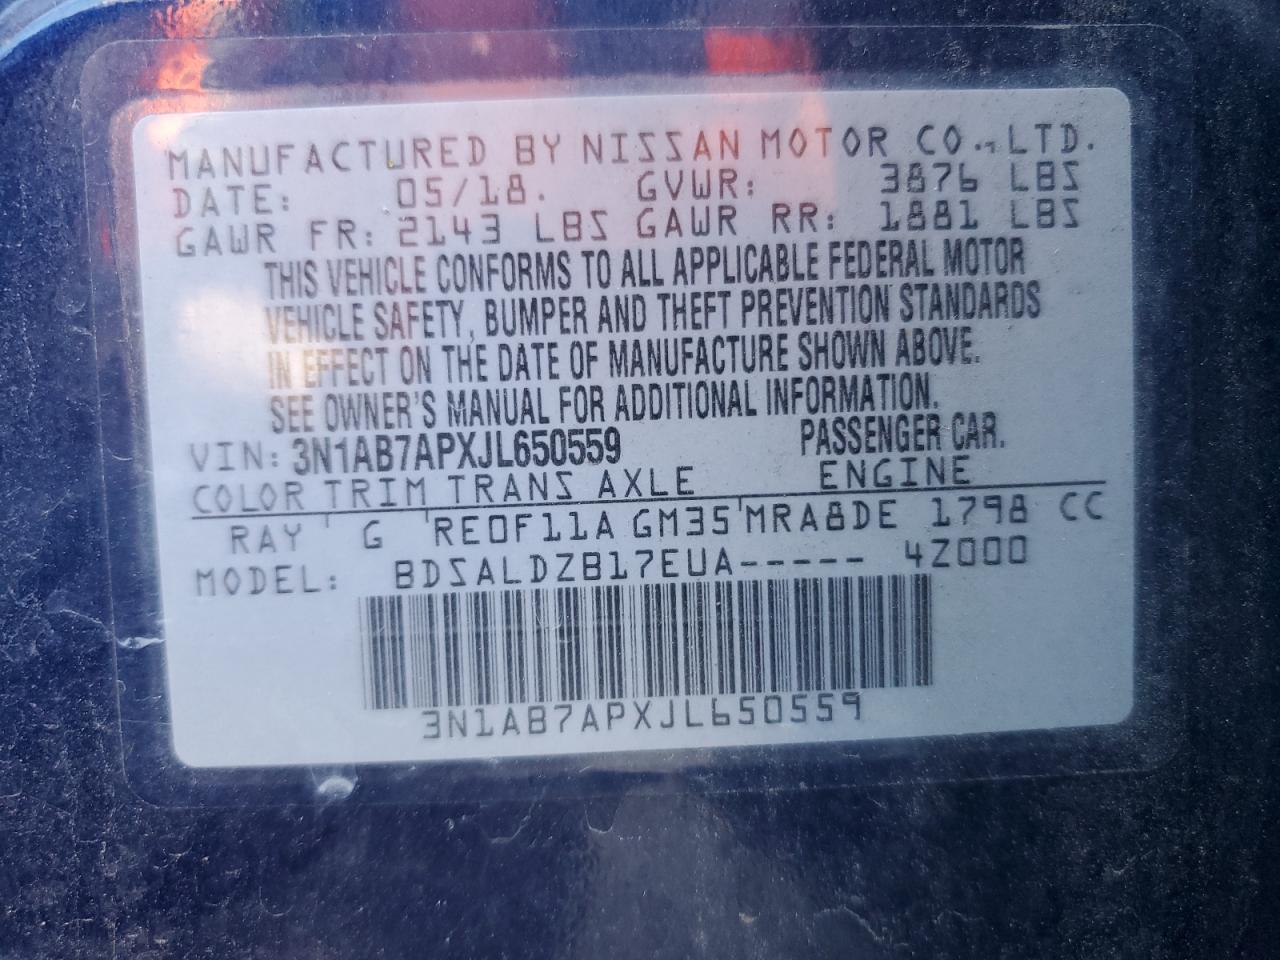 MANUFACTURED BY NISSAN MOTOR CO., LTD.
DATE: 05/18. GVWR: 3876 LBS
GAWR FR: 2143 LBS GAWR RR: 1881 LBS
THIS VEHICLE CONFORMS TO ALL APPLICABLE FEDERAL MOTOR
VEHICLE SAFETY, BUMPER AND THEFT PREVENTION STANDARDS
IN EFFECT ON THE DATE OF MANUFACTURE SHOWN ABOVE.
SEE OWNER'S MANUAL FOR ADDITIONAL INFORMATION.
VIN: 3N1AB7APXJL650559 PASSENGER CAR.
COLOR TRIM TRANS AXLE ENGINE
RAY G RE0F11A GM35 MRA8DE 1798 CC
MODEL: BDSALDZB17EUA----- 4Z000
3N1AB7APXJL650559